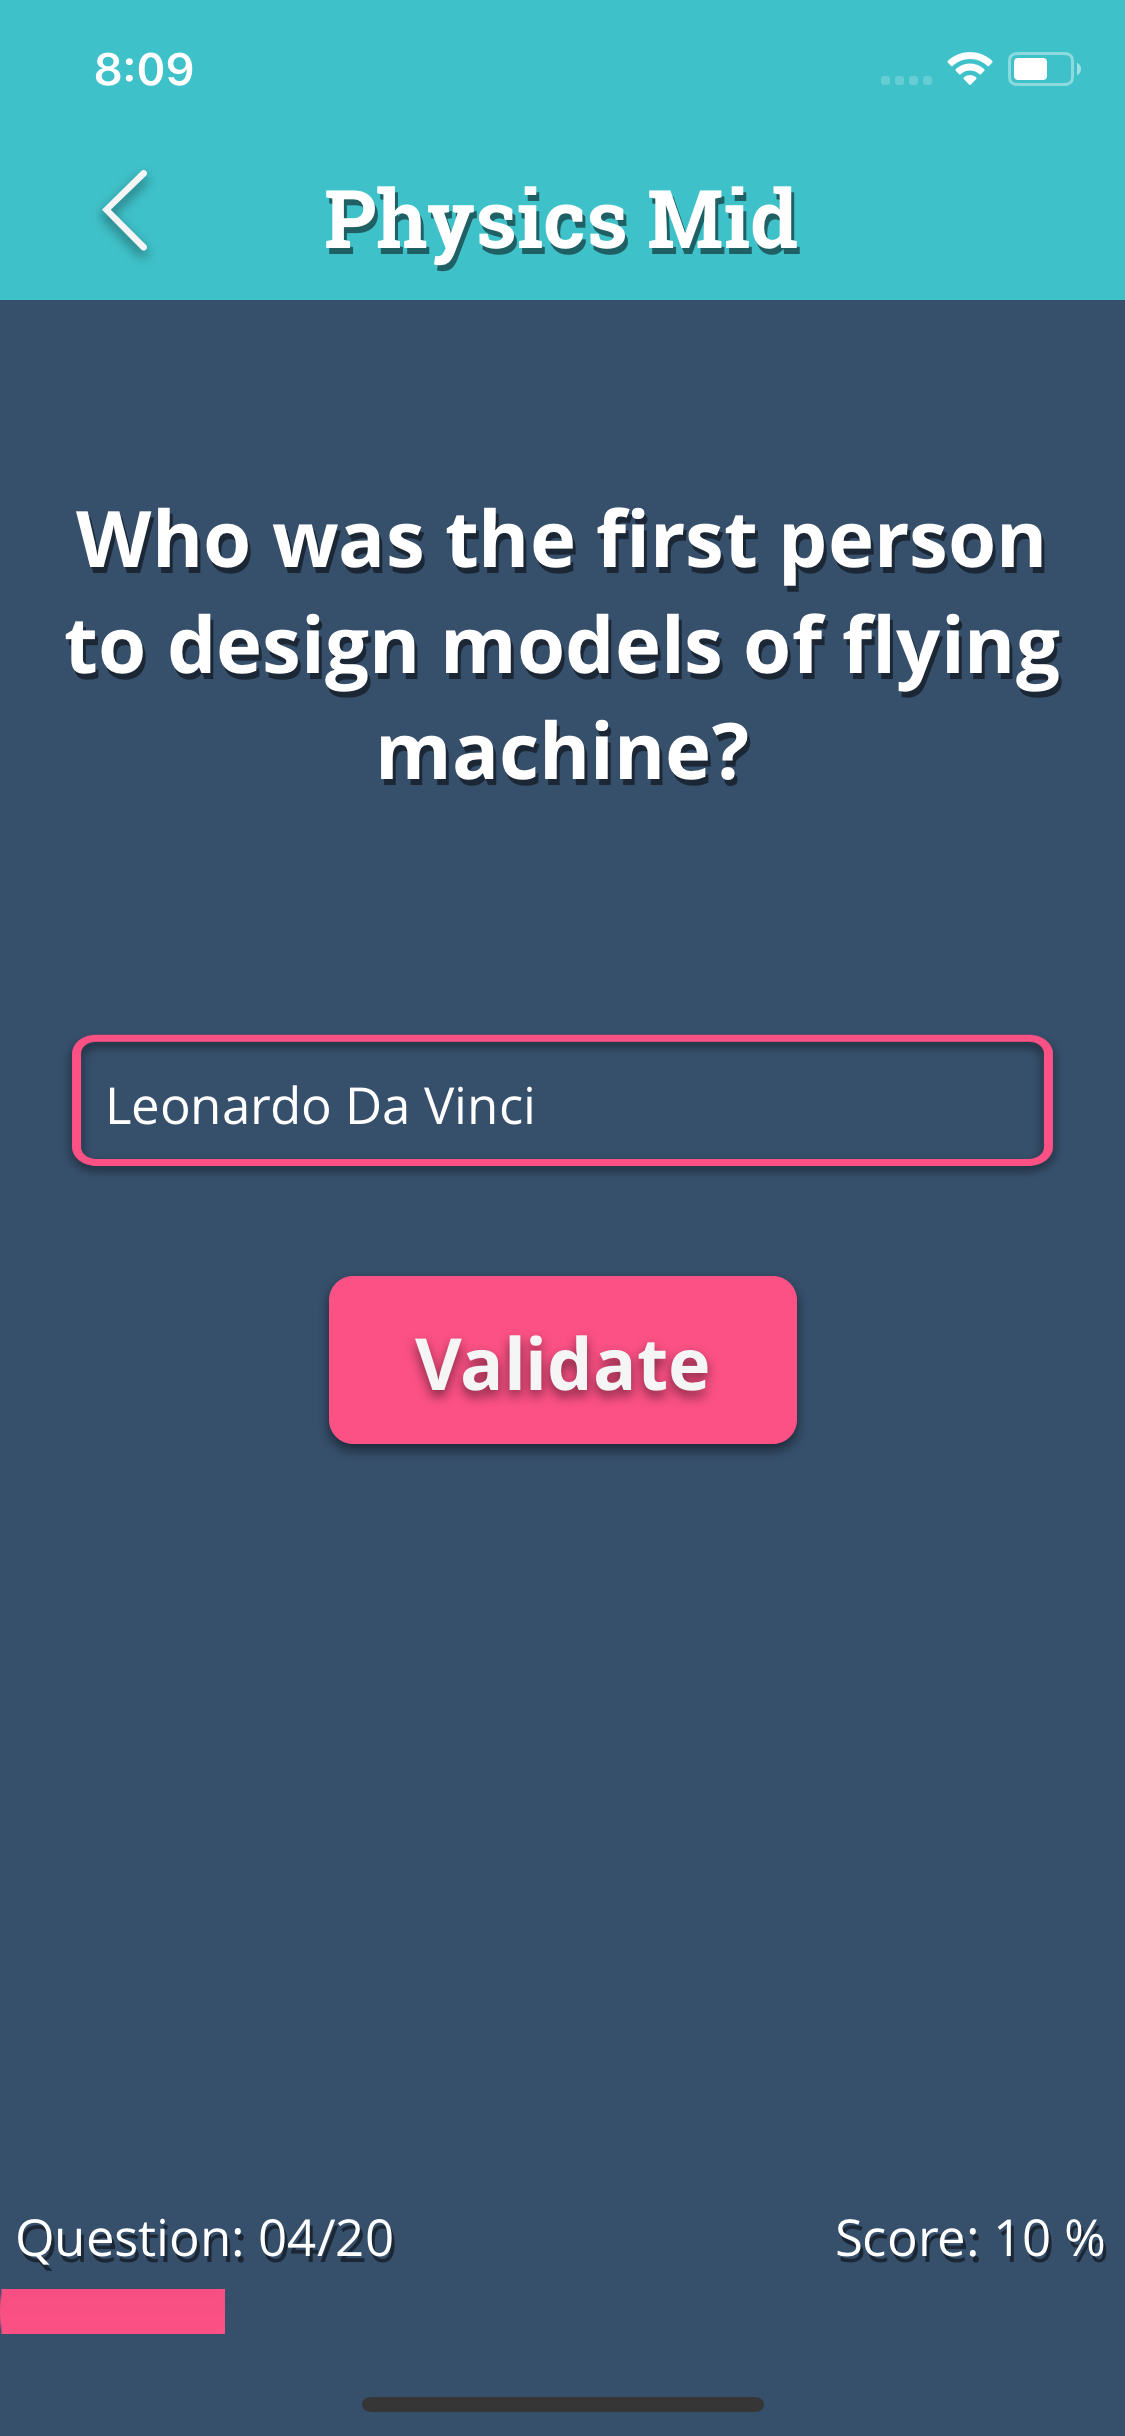 8:09
Physics Mid
Who was the first person
to design models of flying
machine?
Leonardo Da Vinci
Validate
Question: 04/20
Score: 10 %